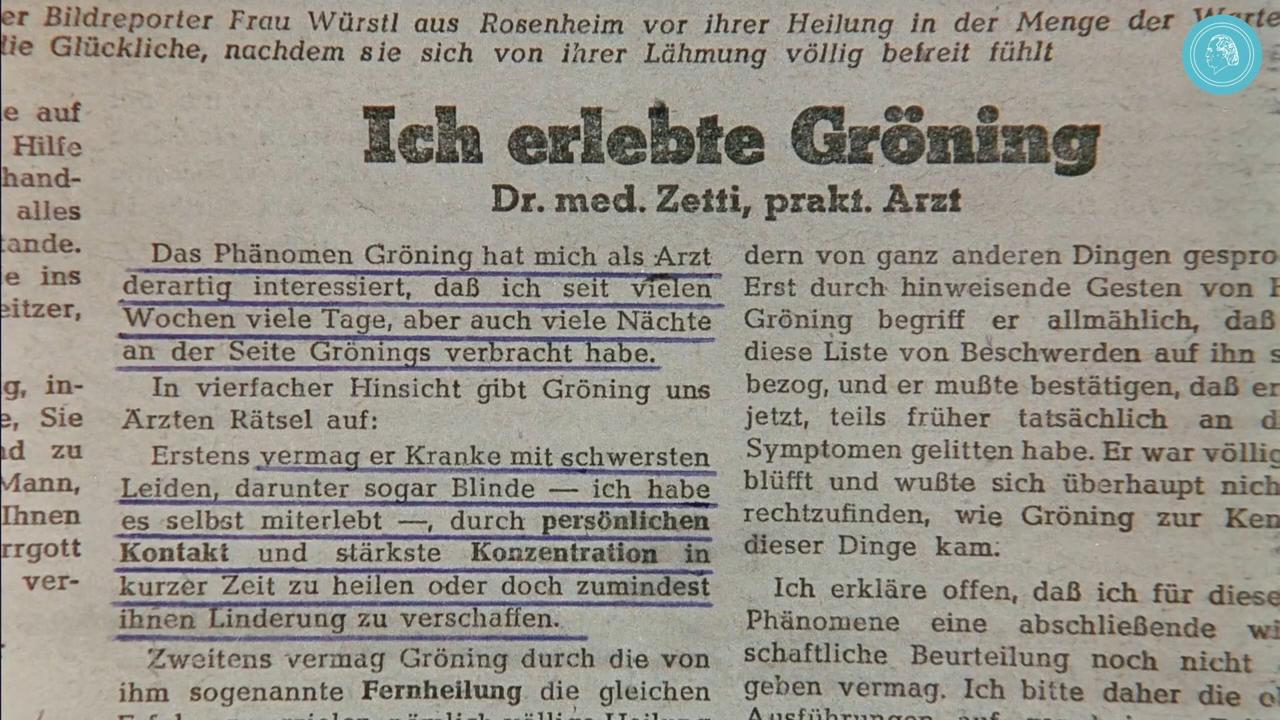 er Bildreporter Frau Würstl aus Rosenheim vor ihrer Heilung in der Menge der Warte
die Glückliche, nachdem sie sich von ihrer Lähmung völlig befreit fühlt
e auf
Hilfe
hand-
alles
tande.
e ins
eitzer,
g, in-
e, Sie
nd zu
Mann,
Ihnen
rrgott
ver-
Ich erlebte Gröning
Dr. med. Zetti, prakt. Arzt
Das Phänomen Gröning hat mich als Arzt
derartig interessiert, daß ich seit vielen
Wochen viele Tage, aber auch viele Nächte
an der Seite Grönings verbracht habe.
In vierfacher Hinsicht gibt Gröning uns
Ärzten Rätsel auf:
Erstens vermag er Kranke mit schwersten
Leiden, darunter sogar Blinde — ich habe
es selbst miterlebt —, durch persönlichen
Kontakt und stärkste Konzentration in
kurzer Zeit zu heilen oder doch zumindest
ihnen Linderung zu verschaffen.
Zweitens vermag Gröning durch die von
ihm sogenannte Fernheilung die gleichen
dern von ganz anderen Dingen gespro
Erst durch hinweisende Gesten von
Gröning begriff er allmählich, daß
diese Liste von Beschwerden auf ihn s
bezog, und er mußte bestätigen, daß er
jetzt, teils früher tatsächlich an d
Symptomen gelitten habe. Er war völlig
blüfft und wußte sich überhaupt nich
rechtzufinden, wie Gröning zur Ken
dieser Dinge kam.
Ich erkläre offen, daß ich für diese
Phänomene eine abschließende wi
schaftliche Beurteilung noch nicht
geben vermag. Ich bitte daher die